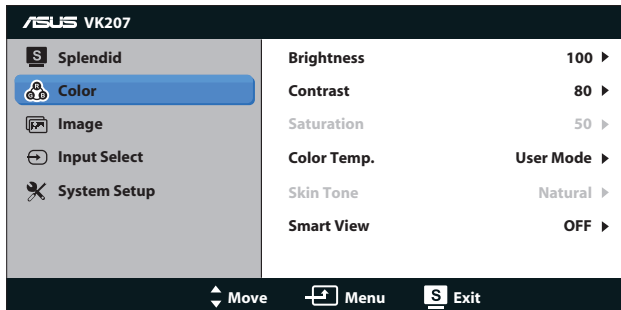 ASUS VK207
S Splendid
R G B Color
Image
Input Select
System Setup
Brightness 100
Contrast 80
Saturation 50
Color Temp. User Mode
Skin Tone Natural
Smart View OFF
Move Menu S Exit